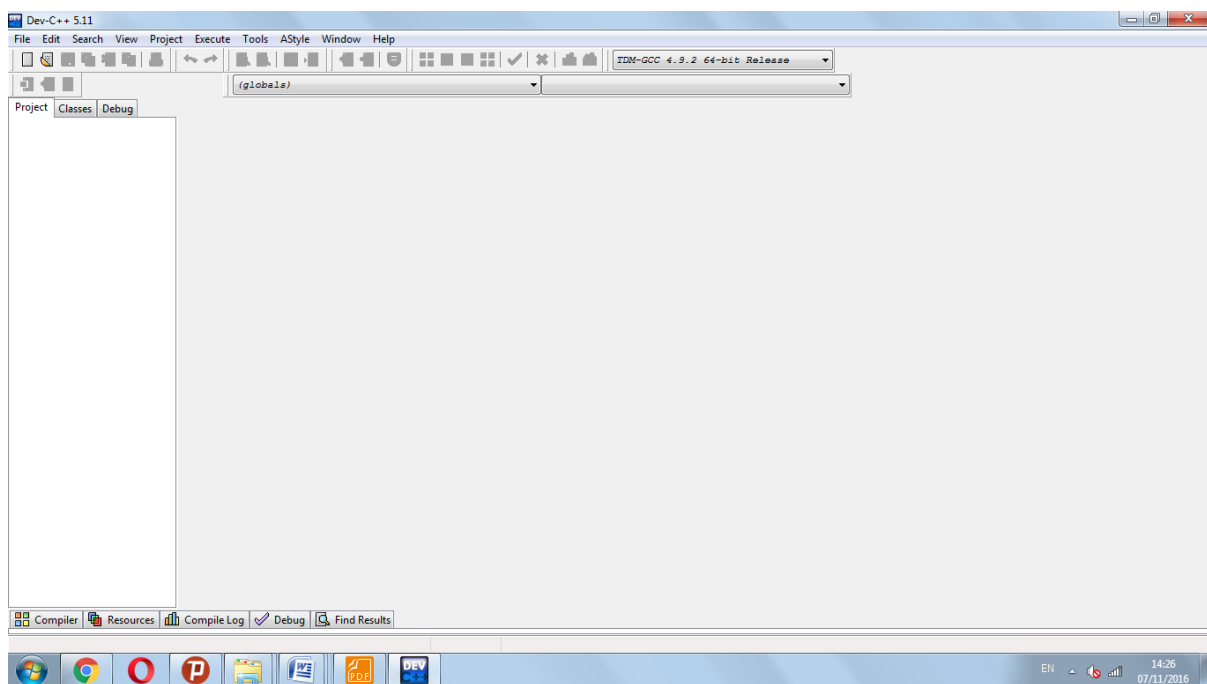 Dev-C++ 5.11
File Edit Search View Project Execute Tools AStyle Window Help
TDM-GCC 4.9.2 64-bit Release
(globals)
Project Classes Debug
Compiler Resources Compile Log Debug Find Results
PDF DEV C++ EN 14:26
07/11/2016